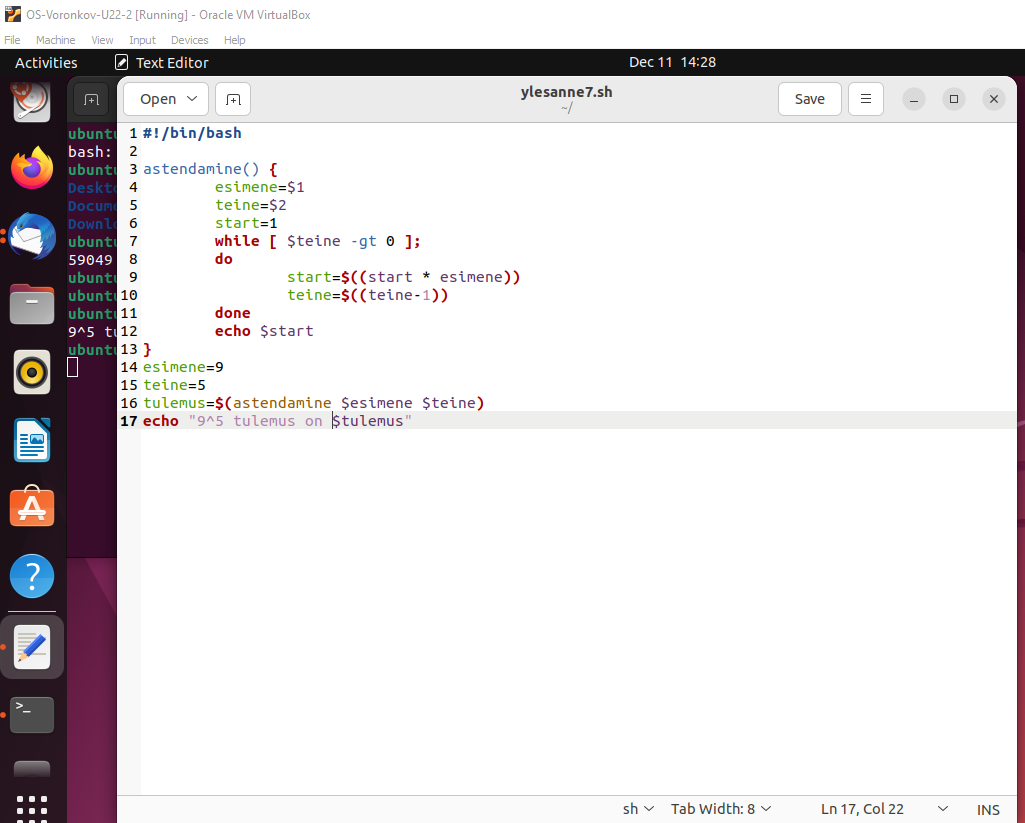 OS-Voronkov-U22-2 [Running] - Oracle VM VirtualBox
File Machine View Input Devices Help
Activities Text Editor Dec 11 14:28
Open ylesanne7.sh Save
~/
ubuntu
bash:
ubuntu
Deskto
Docume
Downlo
ubuntu
59049
ubuntu
ubuntu
ubuntu
9^5 tu
ubuntu
1 #!/bin/bash
2
3 astendamine() {
4 esimene=$1
5 teine=$2
6 start=1
7 while [ $teine -gt 0 ];
8 do
9 start=$((start * esimene))
10 teine=$((teine-1))
11 done
12 echo $start
13 }
14 esimene=9
15 teine=5
16 tulemus=$(astendamine $esimene $teine)
17 echo "9^5 tulemus on $tulemus"
sh Tab Width: 8 Ln 17, Col 22 INS